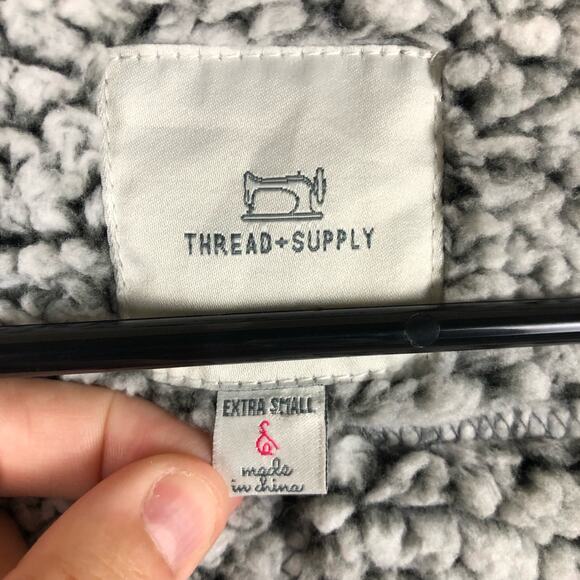 THREAD+SUPPLY
EXTRA SMALL
made
in china